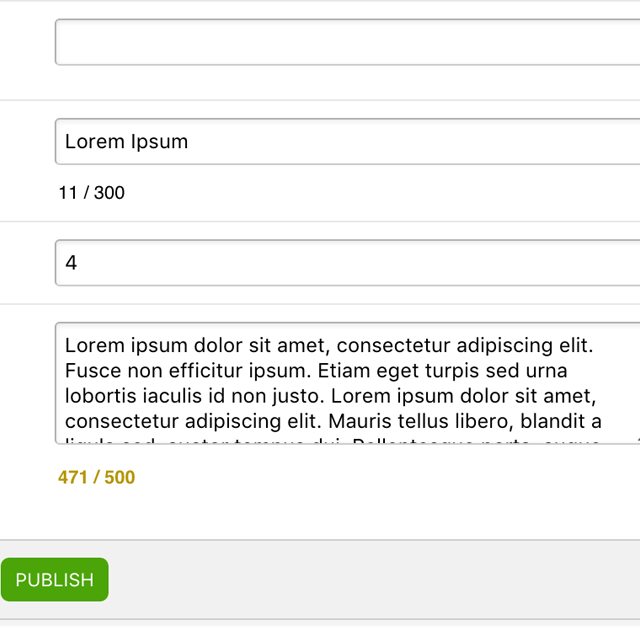 Lorem Ipsum
11 / 300
4
Lorem ipsum dolor sit amet, consectetur adipiscing elit.
Fusce non efficitur ipsum. Etiam eget turpis sed urna
lobortis iaculis id non justo. Lorem ipsum dolor sit amet,
consectetur adipiscing elit. Mauris tellus libero, blandit a
471 / 500
PUBLISH